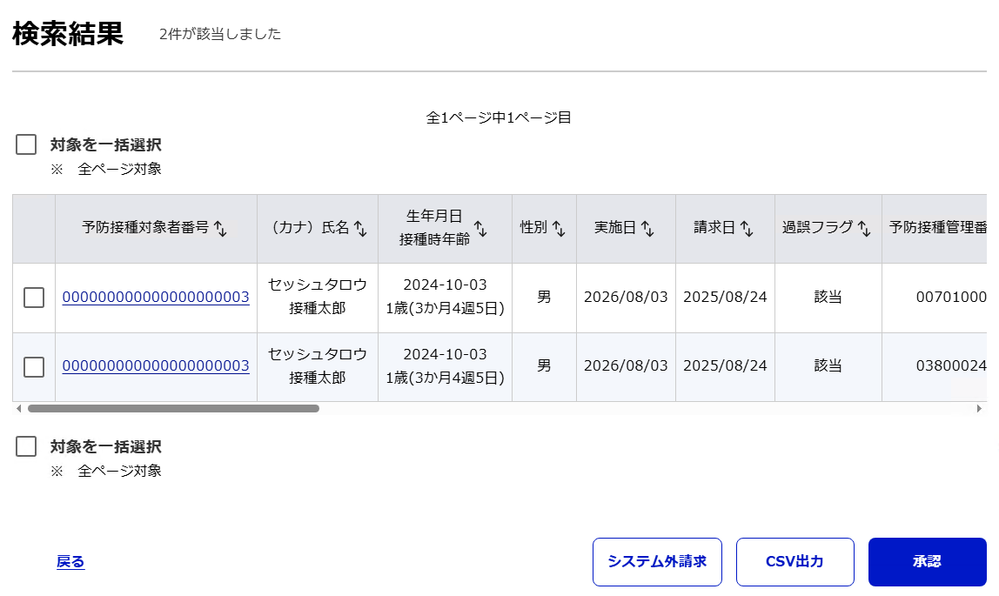 検索結果 2件が該当しました
全1ページ中1ページ目
対象を一括選択
※ 全ページ対象
予防接種対象者番号 （カナ）氏名 生年月日 接種時年齢 性別 実施日 請求日 過誤フラグ 予防接種管理番
000000000000000000003 セッシュタロウ 接種太郎 2024-10-03 1歳(3か月4週5日) 男 2026/08/03 2025/08/24 該当 00701000
000000000000000000003 セッシュタロウ 接種太郎 2024-10-03 1歳(3か月4週5日) 男 2026/08/03 2025/08/24 該当 03800024
対象を一括選択
※ 全ページ対象
戻る システム外請求 CSV出力 承認